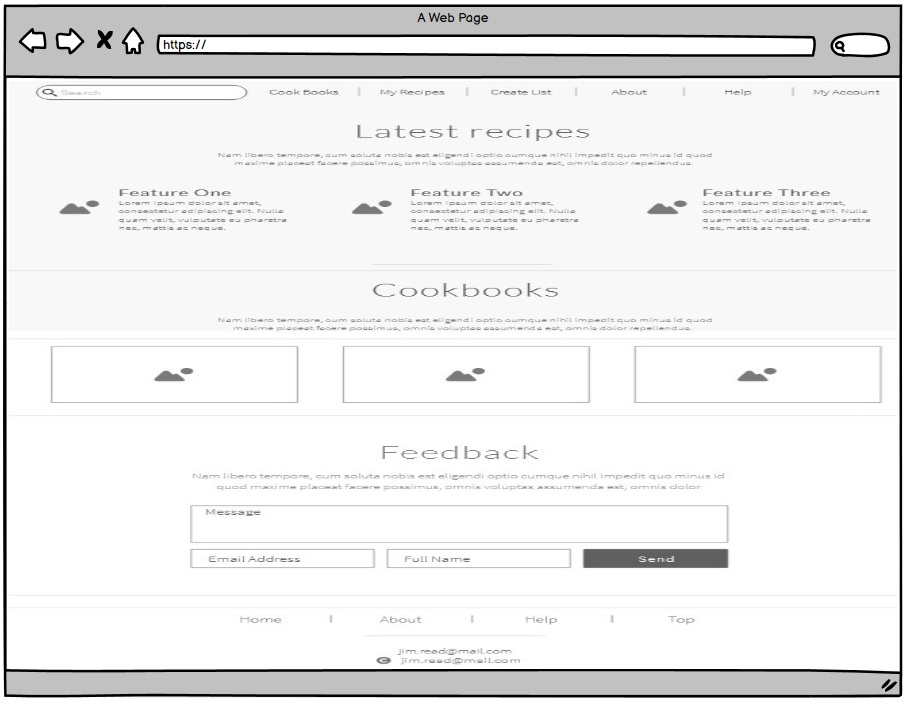 A Web Page
https://
Search Cook Books | My Recipes | Create List | About | Help | My Account
Latest recipes
Nam libero tempore, cum soluta nobis est eligendi optio cumque nihil impedit quo minus id quod
maxime placeat facere possimus, omnis voluptas assumenda est, omnis dolor repellendus.
Feature One
Lorem ipsum dolor sit amet,
consectetur adipiscing elit. Nulla
quam velit, vulputate eu pharetra
nec, mattis ac neque.
Feature Two
Lorem ipsum dolor sit amet,
consectetur adipiscing elit. Nulla
quam velit, vulputate eu pharetra
nec, mattis ac neque.
Feature Three
Lorem ipsum dolor sit amet,
consectetur adipiscing elit. Nulla
quam velit, vulputate eu pharetra
nec, mattis ac neque.
Cookbooks
Nam libero tempore, cum soluta nobis est eligendi optio cumque nihil impedit quo minus id quod
maxime placeat facere possimus, omnis voluptas assumenda est, omnis dolor repellendus.
Feedback
Nam libero tempore, cum soluta nobis est eligendi optio cumque nihil impedit quo minus id
quod maxime placeat facere possimus, omnis voluptas assumenda est, omnis dolor
Message
Email Address Full Name Send
Home | About | Help | Top
jim.read@mail.com
© jim.read@mail.com